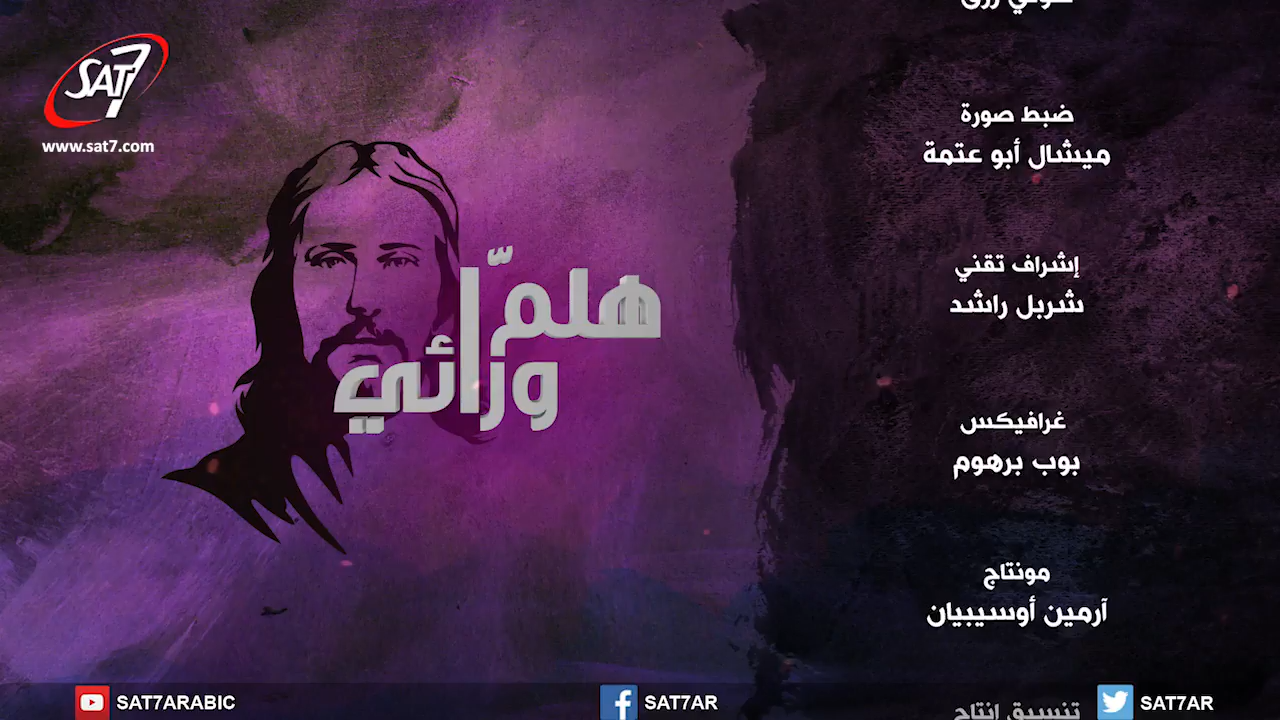 SAT7
www.sat7.com
هلمّ
ورائي
ضبط صورة
ميشال أبو عتمة
إشراف تقني
شربل راشد
غرافيكس
بوب برهوم
مونتاج
آرمين أوسيبيان
تنسيق إنتاج
SAT7ARABIC
SAT7AR
SAT7AR